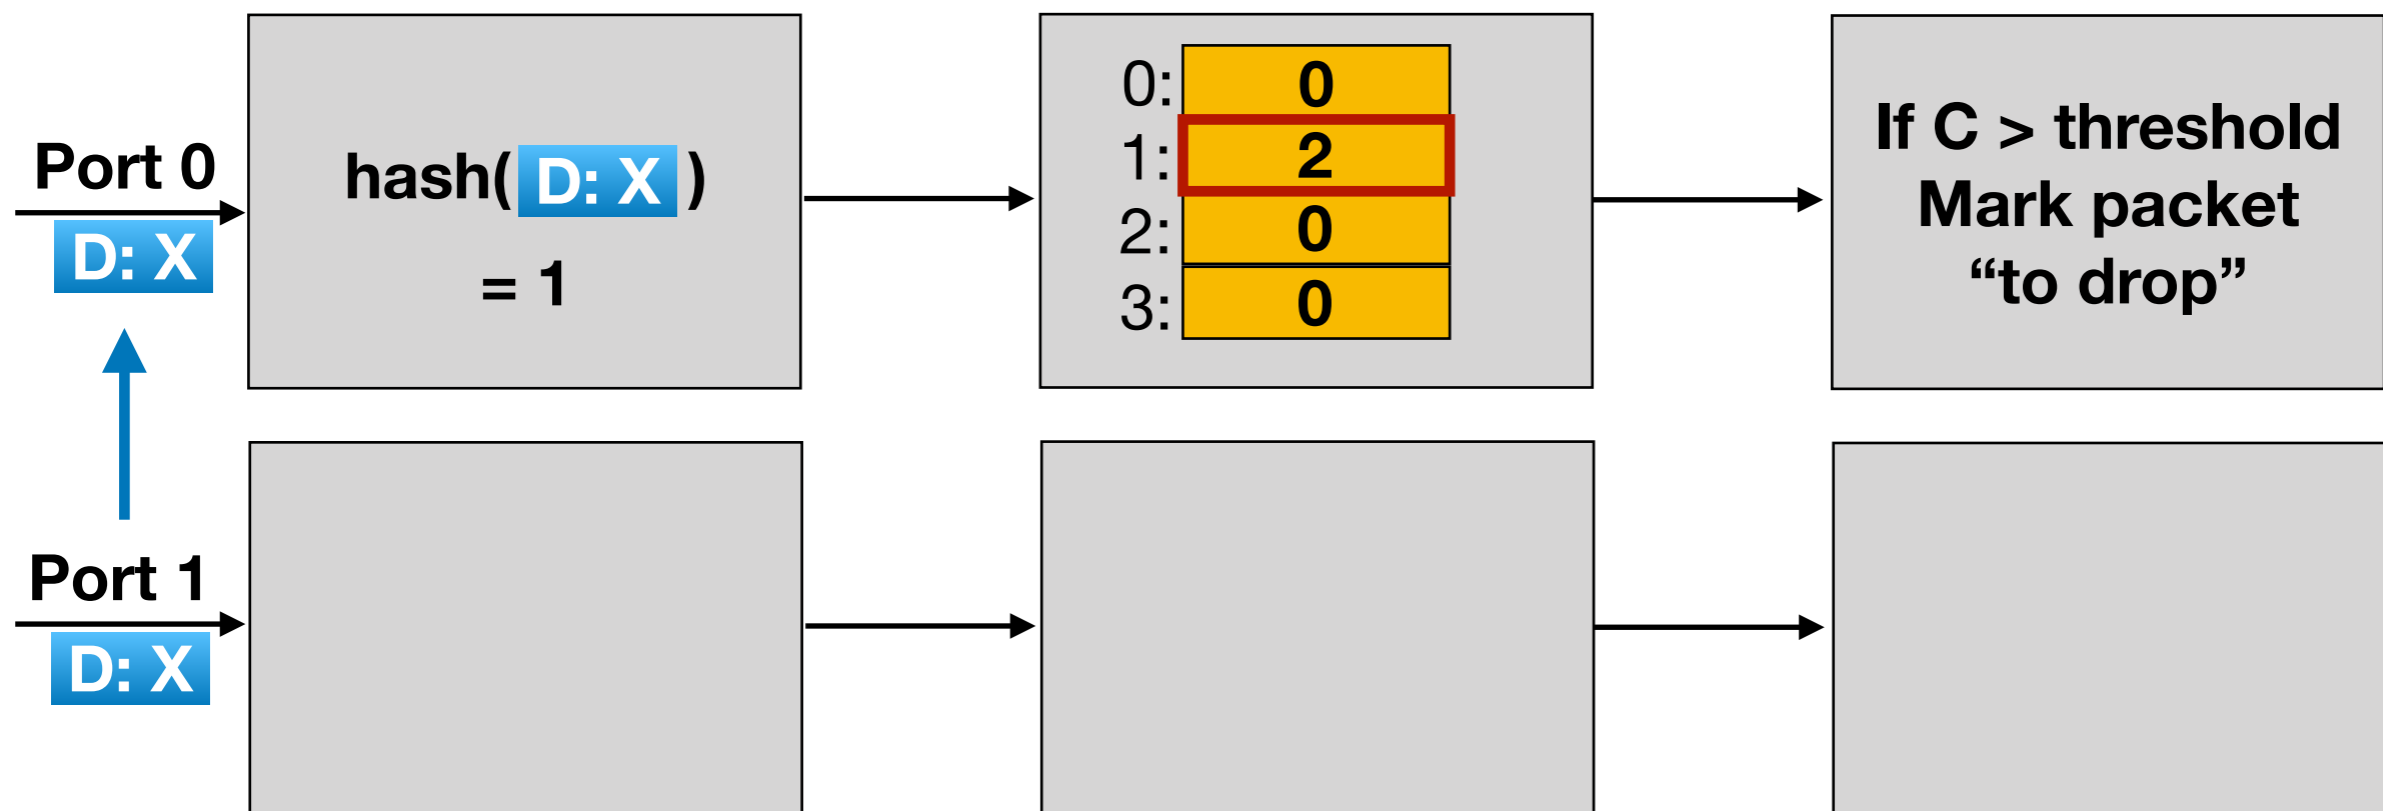 Port 0
D: X
hash( D: X )
= 1
0: 0
1: 2
2: 0
3: 0
If C > threshold
Mark packet
“to drop”
Port 1
D: X